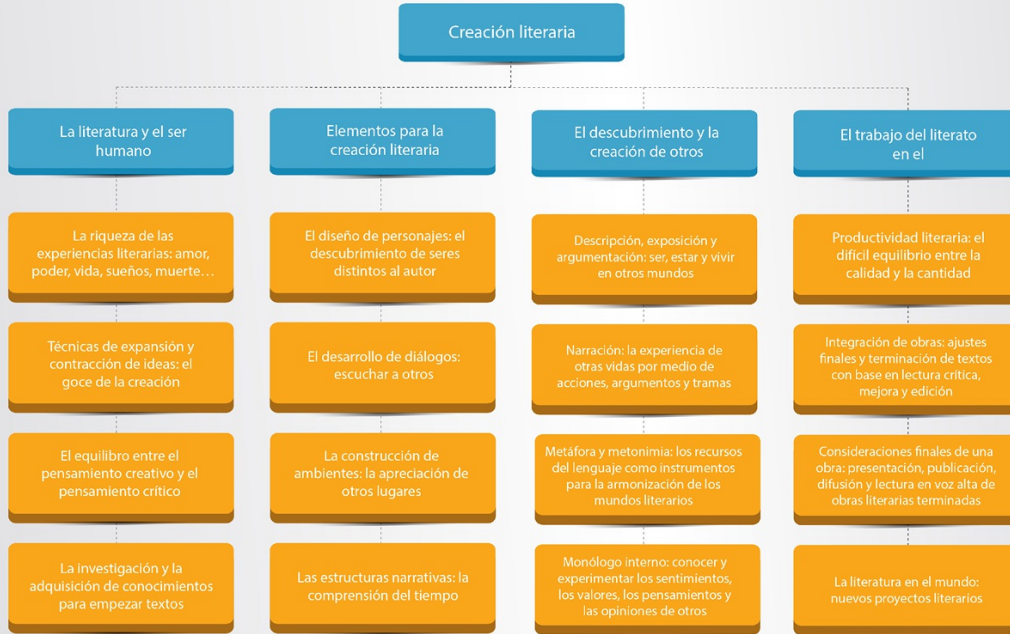 Creación literaria
La literatura y el ser
humano
Elementos para la
creación literaria
El descubrimiento y la
creación de otros
El trabajo del literato
en el
La riqueza de las
experiencias literarias: amor,
poder, vida, sueños, muerte…
El diseño de personajes: el
descubrimiento de seres
distintos al autor
Descripción, exposición y
argumentación: ser, estar y vivir
en otros mundos
Productividad literaria: el
difícil equilibrio entre la
calidad y la cantidad
Técnicas de expansión y
contracción de ideas: el
goce de la creación
El desarrollo de diálogos:
escuchar a otros
Narración: la experiencia de
otras vidas por medio de
acciones, argumentos y tramas
Integración de obras: ajustes
finales y terminación de textos
con base en lectura crítica,
mejora y edición
El equilibro entre el
pensamiento creativo y el
pensamiento crítico
La construcción de
ambientes: la apreciación de
otros lugares
Metáfora y metonimia: los recursos
del lenguaje como instrumentos
para la armonización de los
mundos literarios
Consideraciones finales de una
obra: presentación, publicación,
difusión y lectura en voz alta de
obras literarias terminadas
La investigación y la
adquisición de conocimientos
para empezar textos
Las estructuras narrativas: la
comprensión del tiempo
Monólogo interno: conocer y
experimentar los sentimientos,
los valores, los pensamientos y
las opiniones de otros
La literatura en el mundo:
nuevos proyectos literarios